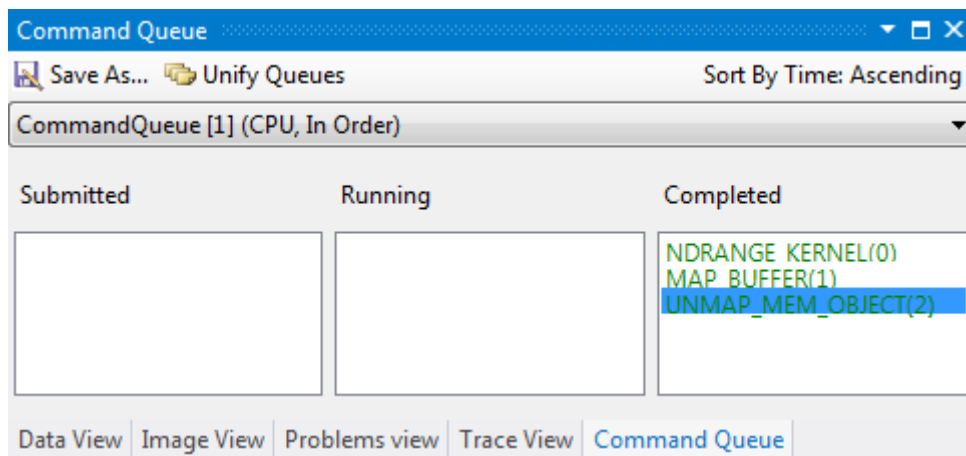 Command Queue
Save As... Unify Queues Sort By Time: Ascending
CommandQueue [1] (CPU, In Order)
Submitted Running Completed
NDRANGE_KERNEL(0)
MAP_BUFFER(1)
UNMAP_MEM_OBJECT(2)
Data View Image View Problems view Trace View Command Queue